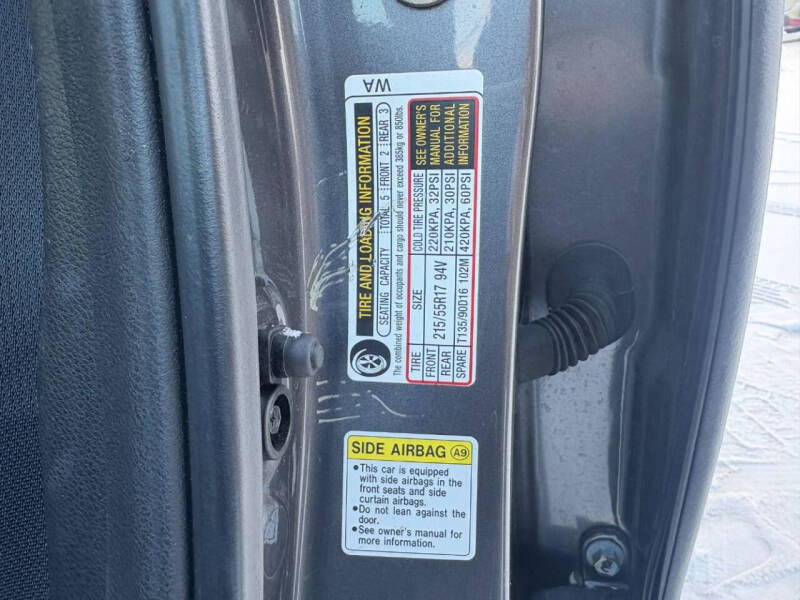 WA
TIRE AND LOADING INFORMATION
SEATING CAPACITY TOTAL 5 FRONT 2 REAR 3
The combined weight of occupants and cargo should never exceed 385kg or 850lbs.
TIRE SIZE COLD TIRE PRESSURE SEE OWNER'S
FRONT 215/55R17 94V 220KPA, 32PSI MANUAL FOR
REAR 210KPA, 30PSI ADDITIONAL
SPARE T135/90D16 102M 420KPA, 60PSI INFORMATION
SIDE AIRBAG A9
•This car is equipped
with side airbags in the
front seats and side
curtain airbags.
•Do not lean against the
door.
•See owner's manual for
more information.